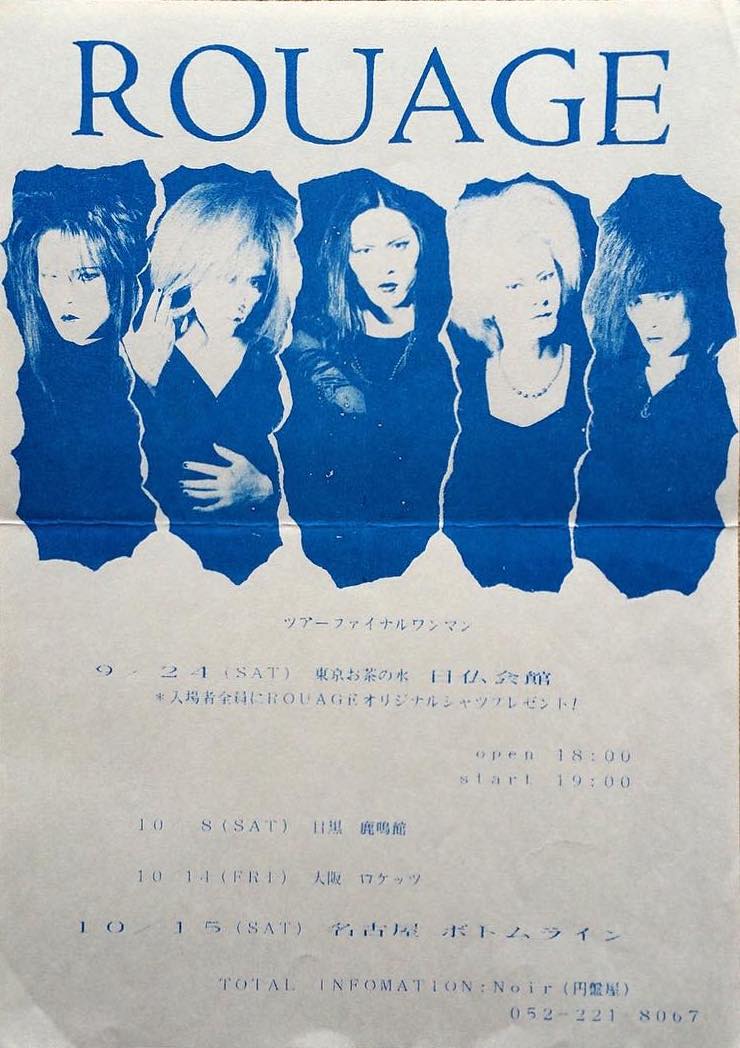 ROUAGE
ツアーファイナルワンマン
9/24(SAT) 東京お茶の水 日仏会館
*入場者全員にROUAGEオリジナルシャツプレゼント!
open 18:00
start 19:00
10 8(SAT) 目黒 鹿鳴館
10 14(FRI) 大阪 ロケッツ
10/15(SAT) 名古屋 ボトムライン
TOTAL INFOMATION:Noir(円盤屋)
052-221 8067